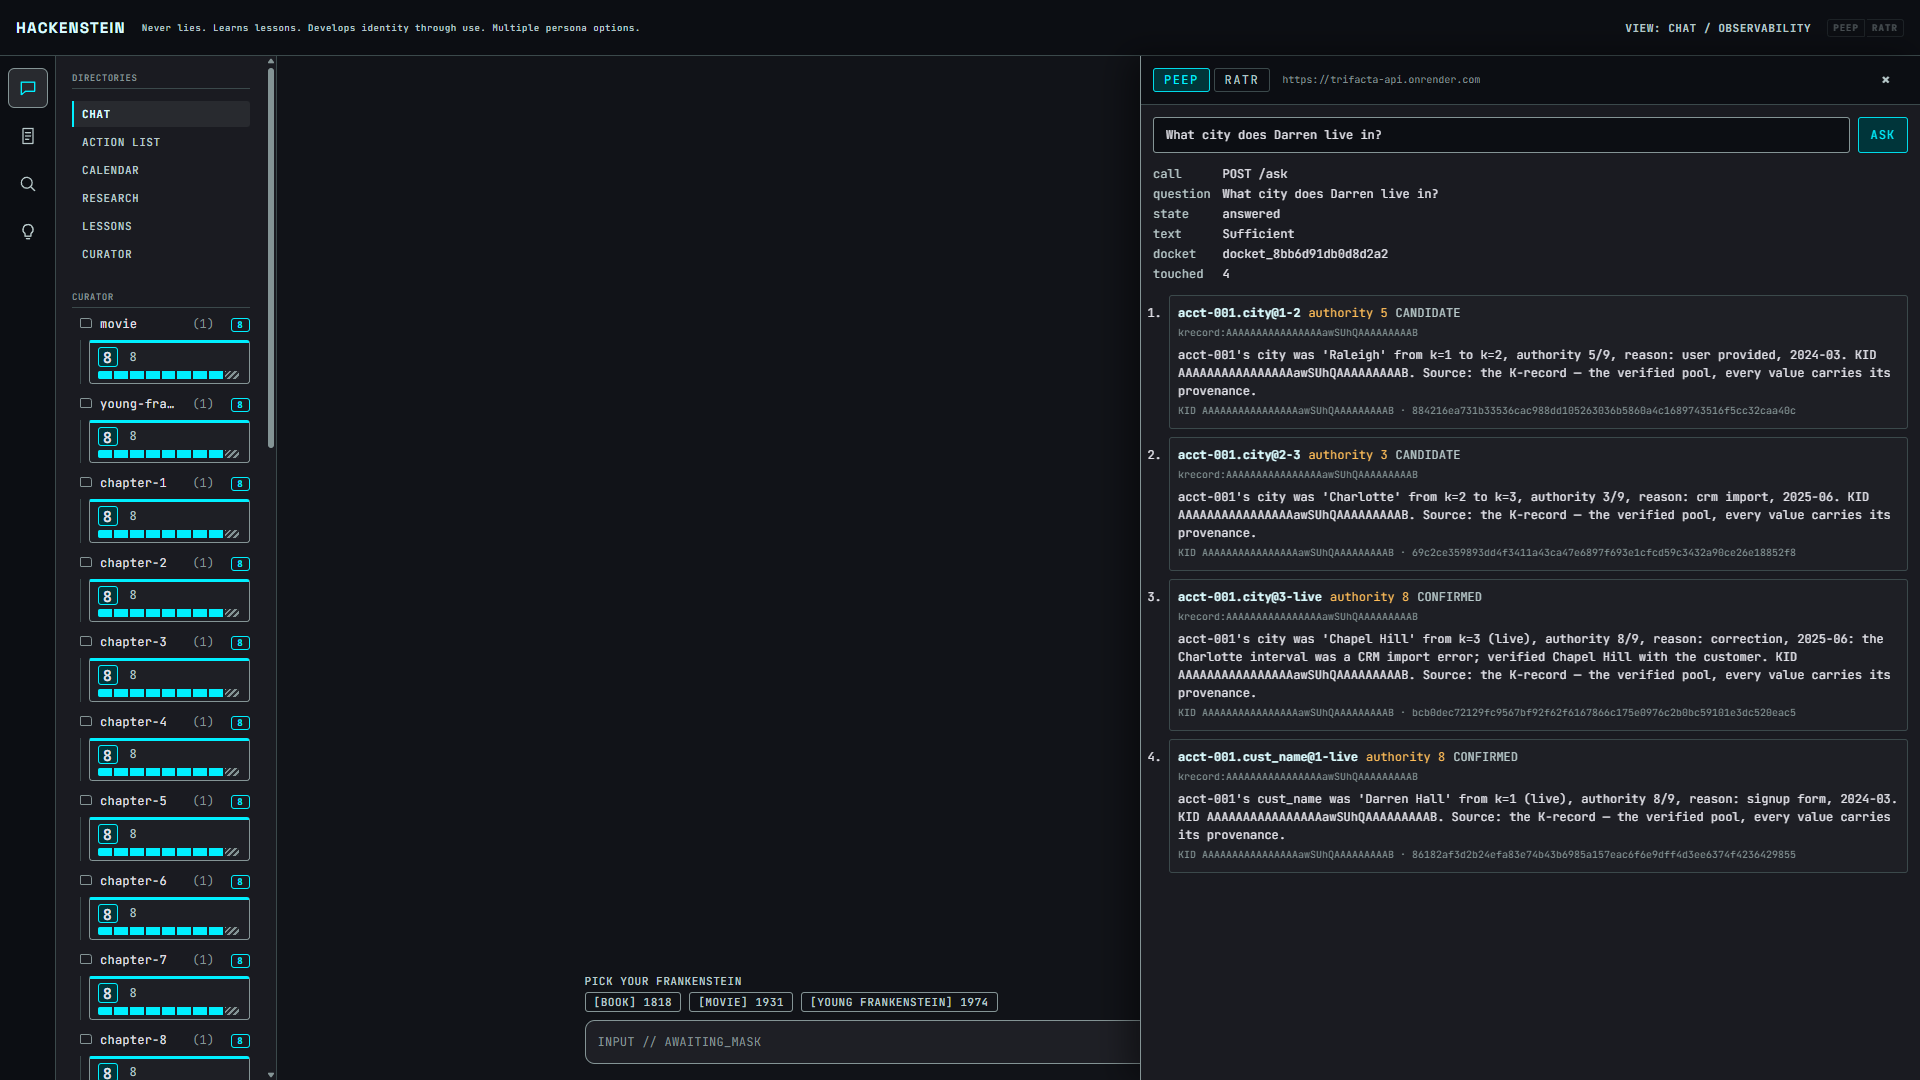 HACKENSTEIN
Never lies. Learns lessons. Develops identity through use. Multiple persona options.
VIEW: CHAT / OBSERVABILITY
PEEP
RATR
DIRECTORIES
CHAT
ACTION LIST
CALENDAR
RESEARCH
LESSONS
CURATOR
CURATOR
movie (1) 8
8 8
young-fra… (1) 8
8 8
chapter-1 (1) 8
8 8
chapter-2 (1) 8
8 8
chapter-3 (1) 8
8 8
chapter-4 (1) 8
8 8
chapter-5 (1) 8
8 8
chapter-6 (1) 8
8 8
chapter-7 (1) 8
8 8
chapter-8 (1) 8
8 8
PICK YOUR FRANKENSTEIN
[BOOK] 1818
[MOVIE] 1931
[YOUNG FRANKENSTEIN] 1974
INPUT // AWAITING_MASK
PEEP
RATR
https://trifacta-api.onrender.com
What city does Darren live in?
ASK
call POST /ask
question What city does Darren live in?
state answered
text Sufficient
docket docket_8bb6d91db0d8d2a2
touched 4
1. acct-001.city@1-2 authority 5 CANDIDATE
krecord:AAAAAAAAAAAAAAAAawSUhQAAAAAAAAAB
acct-001's city was 'Raleigh' from k=1 to k=2, authority 5/9, reason: user provided, 2024-03. KID
AAAAAAAAAAAAAAAAawSUhQAAAAAAAAAB. Source: the K-record — the verified pool, every value carries its
provenance.
KID AAAAAAAAAAAAAAAAawSUhQAAAAAAAAAB · 884216ea731b33536cac988dd105263036b5860a4c1689743516f5cc32caa40c
2. acct-001.city@2-3 authority 3 CANDIDATE
krecord:AAAAAAAAAAAAAAAAawSUhQAAAAAAAAAB
acct-001's city was 'Charlotte' from k=2 to k=3, authority 3/9, reason: crm import, 2025-06. KID
AAAAAAAAAAAAAAAAawSUhQAAAAAAAAAB. Source: the K-record — the verified pool, every value carries its
provenance.
KID AAAAAAAAAAAAAAAAawSUhQAAAAAAAAAB · 69c2ce359893dd4f3411a43ca47e6897f693e1cfcd59c3432a90ce26e18852f8
3. acct-001.city@3-live authority 8 CONFIRMED
krecord:AAAAAAAAAAAAAAAAawSUhQAAAAAAAAAB
acct-001's city was 'Chapel Hill' from k=3 (live), authority 8/9, reason: correction, 2025-06: the
Charlotte interval was a CRM import error; verified Chapel Hill with the customer. KID
AAAAAAAAAAAAAAAAawSUhQAAAAAAAAAB. Source: the K-record — the verified pool, every value carries its
provenance.
KID AAAAAAAAAAAAAAAAawSUhQAAAAAAAAAB · bcb0dec72129fc9567bf92f62f6167866c175e0976c2b0bc59101e3dc520eac5
4. acct-001.cust_name@1-live authority 8 CONFIRMED
krecord:AAAAAAAAAAAAAAAAawSUhQAAAAAAAAAB
acct-001's cust_name was 'Darren Hall' from k=1 (live), authority 8/9, reason: signup form, 2024-03.
KID AAAAAAAAAAAAAAAAawSUhQAAAAAAAAAB. Source: the K-record — the verified pool, every value carries
its provenance.
KID AAAAAAAAAAAAAAAAawSUhQAAAAAAAAAB · 86182af3d2b24efa83e74b43b6985a157eac6f6e9dff4d3ee6374f4236429855